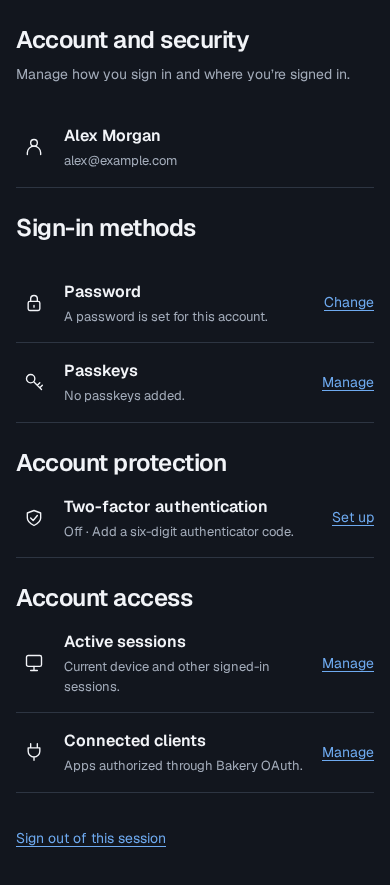 Account and security
Manage how you sign in and where you're signed in.
Alex Morgan
alex@example.com
Sign-in methods
Password
A password is set for this account.
Change
Passkeys
No passkeys added.
Manage
Account protection
Two-factor authentication
Off · Add a six-digit authenticator code.
Set up
Account access
Active sessions
Current device and other signed-in
sessions.
Manage
Connected clients
Apps authorized through Bakery OAuth.
Manage
Sign out of this session